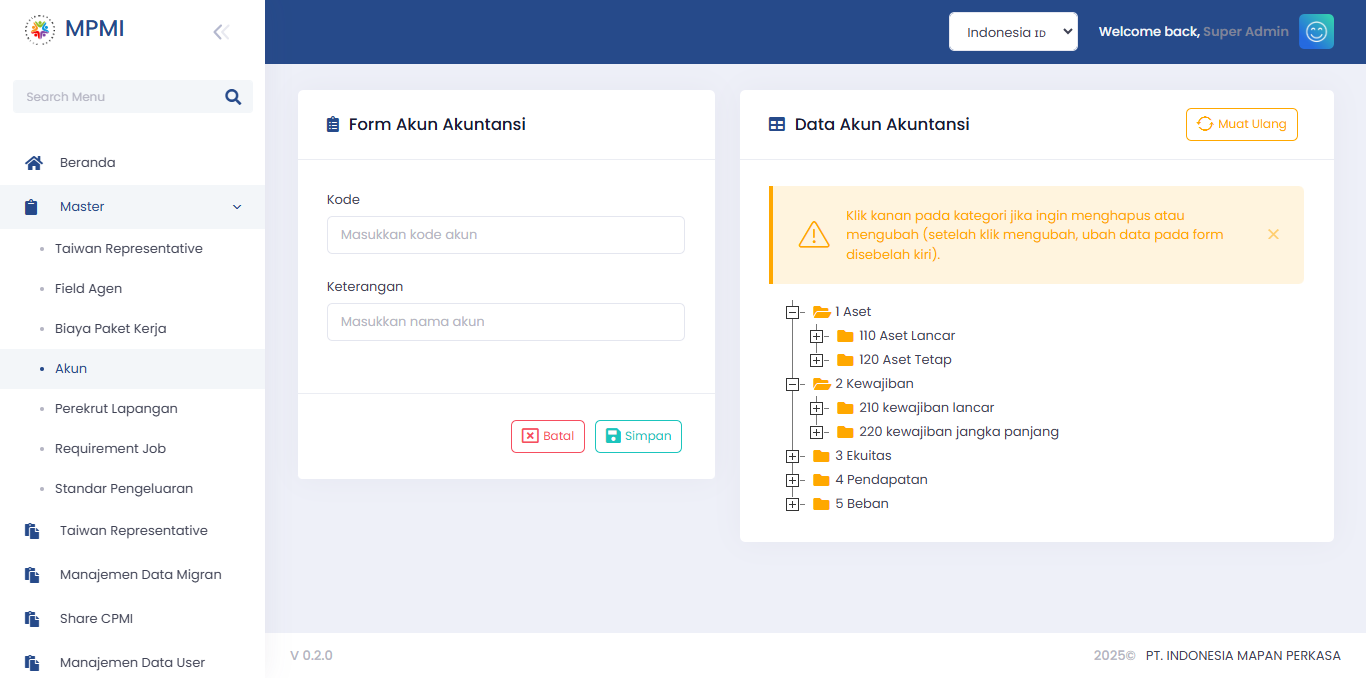 MPMI
Indonesia ID
Welcome back, Super Admin
Search Menu
Beranda
Master
Taiwan Representative
Field Agen
Biaya Paket Kerja
Akun
Perekrut Lapangan
Requirement Job
Standar Pengeluaran
Taiwan Representative
Manajemen Data Migran
Share CPMI
Manajemen Data User
Form Akun Akuntansi
Kode
Masukkan kode akun
Keterangan
Masukkan nama akun
Batal
Simpan
Data Akun Akuntansi
Muat Ulang
Klik kanan pada kategori jika ingin menghapus atau
mengubah (setelah klik mengubah, ubah data pada form
disebelah kiri).
1 Aset
110 Aset Lancar
120 Aset Tetap
2 Kewajiban
210 kewajiban lancar
220 kewajiban jangka panjang
3 Ekuitas
4 Pendapatan
5 Beban
V 0.2.0
2025© PT. INDONESIA MAPAN PERKASA